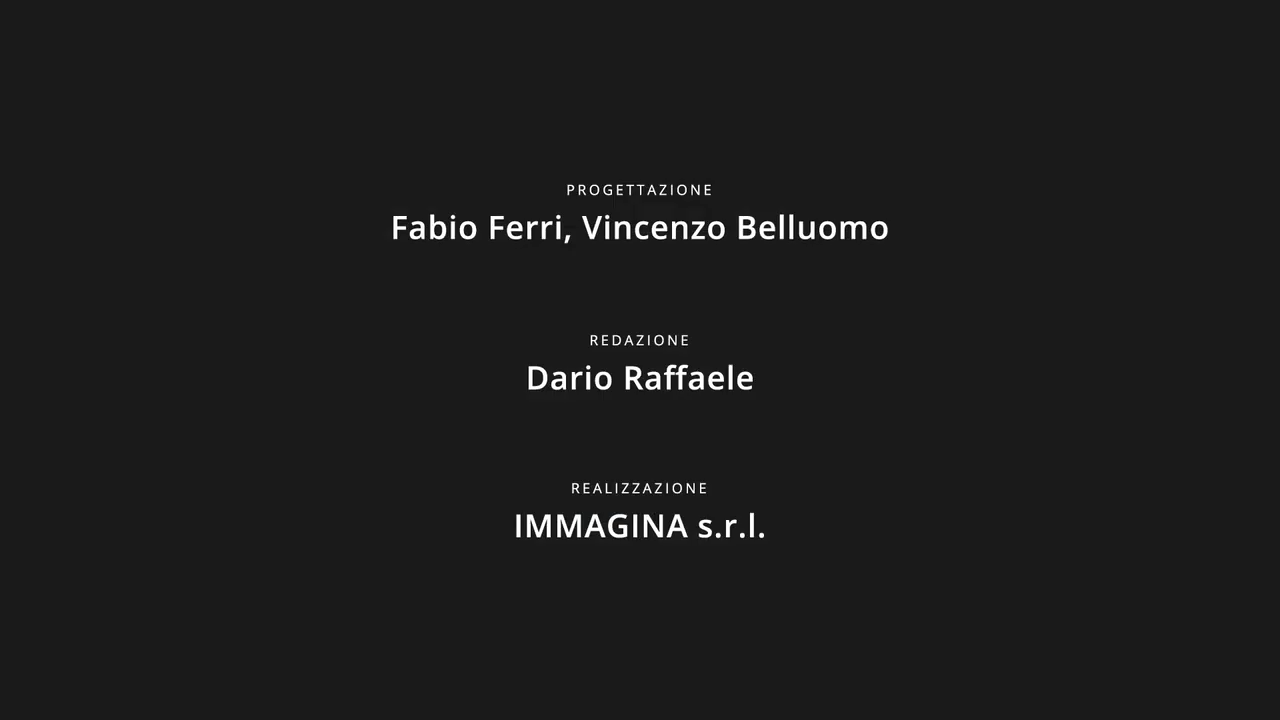 PROGETTAZIONE
Fabio Ferri, Vincenzo Belluomo
REDAZIONE
Dario Raffaele
REALIZZAZIONE
IMMAGINA s.r.l.